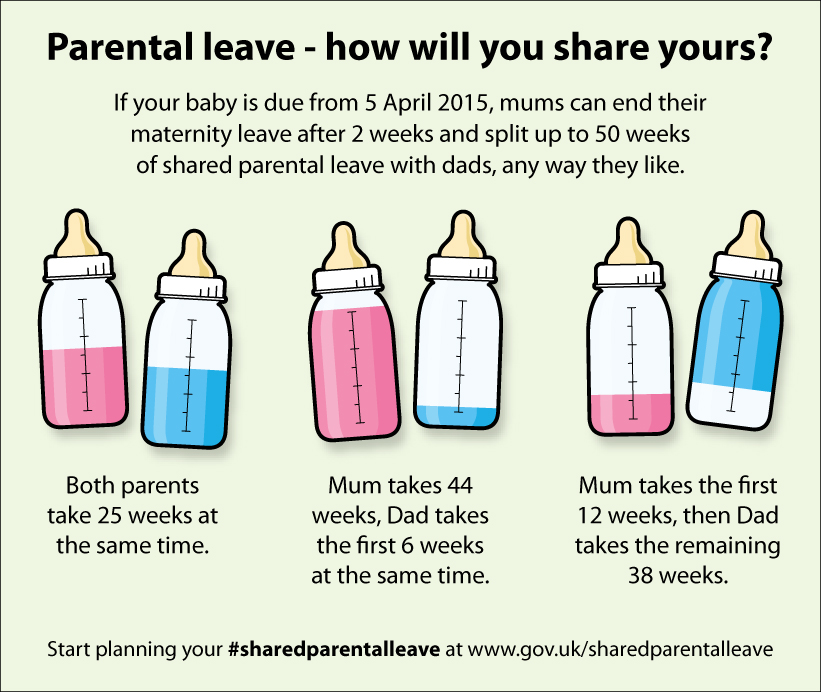 Parental leave - how will you share yours?
If your baby is due from 5 April 2015, mums can end their
maternity leave after 2 weeks and split up to 50 weeks
of shared parental leave with dads, any way they like.
Both parents
take 25 weeks at
the same time.
Mum takes 44
weeks, Dad takes
the first 6 weeks
at the same time.
Mum takes the first
12 weeks, then Dad
takes the remaining
38 weeks.
Start planning your #sharedparentalleave at www.gov.uk/sharedparentalleave